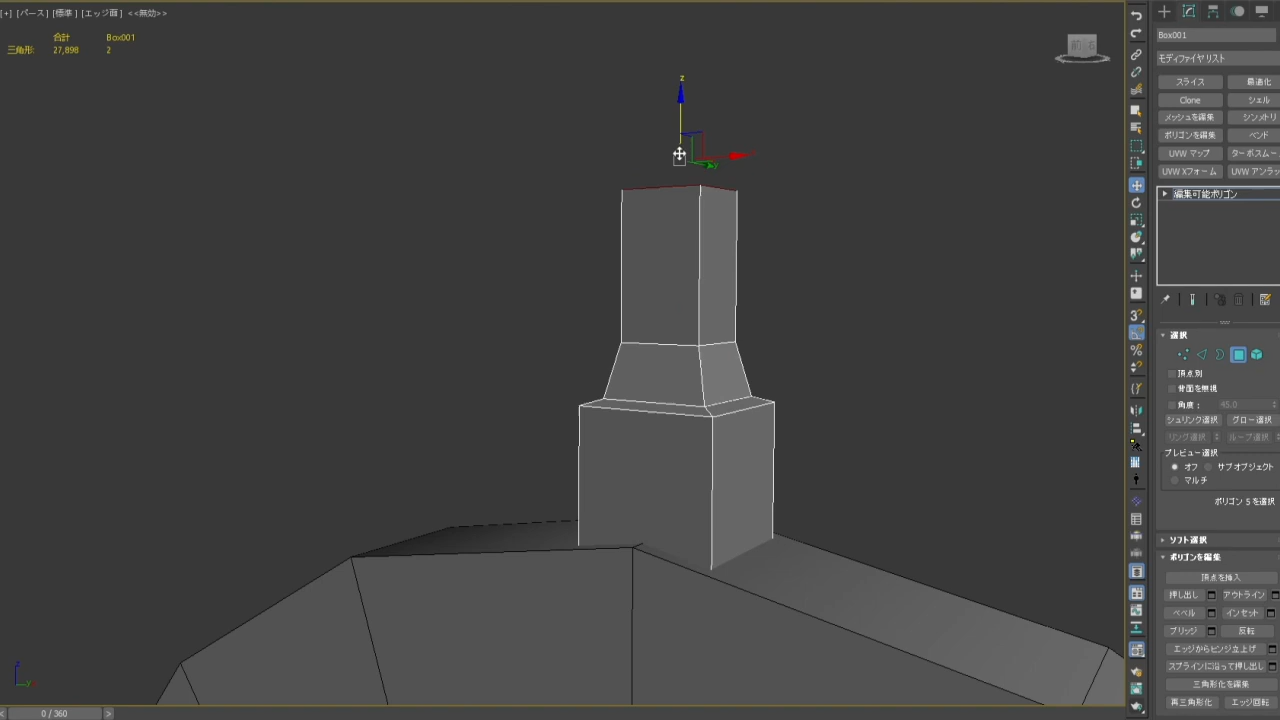 [+] [パース] [標準] [エッジ面] <<無効>>
合計 Box001
三角形: 27,898 2
z
y
前
Box001
モディファイヤ リスト
スライス 最適化
Clone シェル
メッシュを編集 シンメトリ
ポリゴンを編集 ベンド
UVW マップ ターボスムー
UVW Xフォーム UVW アンラッ
編集可能ポリゴン
選択
頂点別
背面を無視
角度: 45.0
シュリンク選択 グロー選択
リング選択 ループ選択
プレビュー選択
オフ サブオブジェクト
マルチ
ポリゴン 5 を選択
ソフト選択
ポリゴンを編集
頂点を挿入
押し出し アウトライン
ベベル インセット
ブリッジ 反転
エッジからヒンジ立上げ
スプラインに沿って押し出し
三角形化を編集
再三角形化 エッジ回転
z
y
< 0 / 360 >